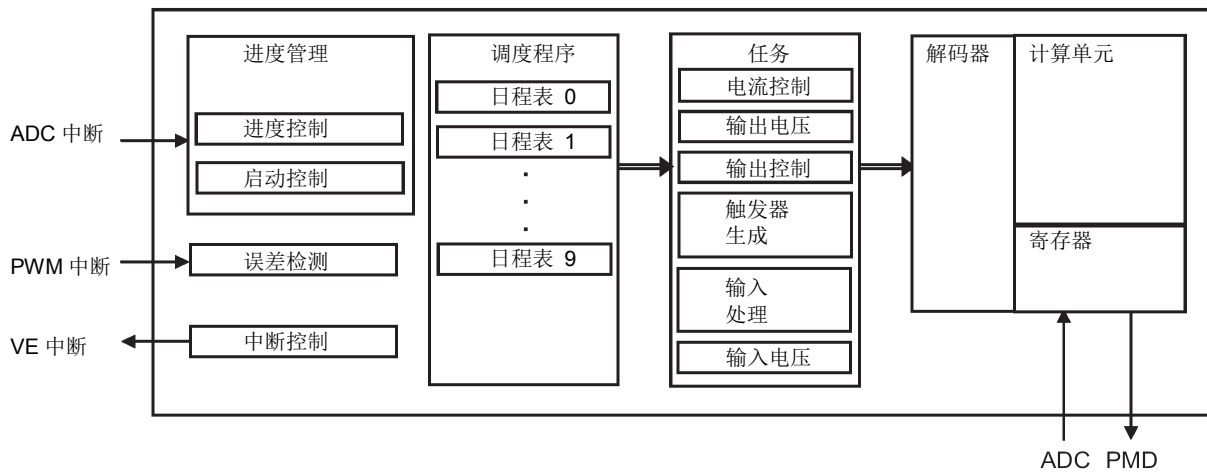 进度管理
进度控制
启动控制
误差检测
中断控制
ADC 中断
PWM 中断
VE 中断
调度程序
日程表 0
日程表 1
.
.
.
日程表 9
任务
电流控制
输出电压
输出控制
触发器
生成
输入
处理
输入电压
解码器
计算单元
寄存器
ADC PMD